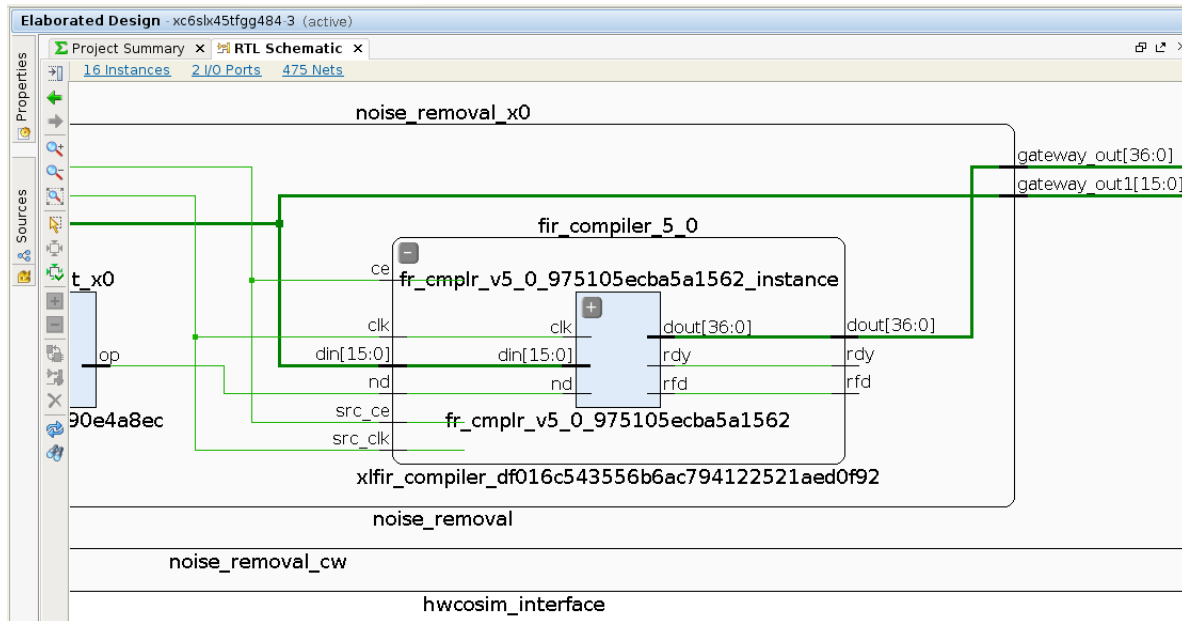 Elaborated Design - xc6slx45tfgg484-3 (active)
Project Summary
RTL Schematic
16 Instances 2 I/O Ports 475 Nets
Properties
Sources
noise_removal_x0
gateway_out[36:0]
gateway_out1[15:0]
fir_compiler_5_0
ce
t_x0
fr_cmplr_v5_0_975105ecba5a1562_instance
clk
clk
dout[36:0]
dout[36:0]
op
din[15:0]
din[15:0]
rdy
rdy
nd
nd
rfd
rfd
90e4a8ec
src_ce
fr_cmplr_v5_0_975105ecba5a1562
src_clk
xlfir_compiler_df016c543556b6ac794122521aed0f92
noise_removal
noise_removal_cw
hwcosim_interface